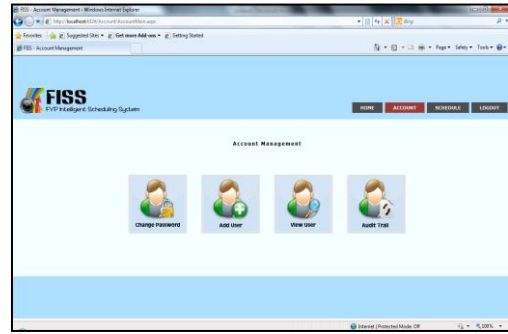 FISS - Account Management - Windows Internet Explorer
Bing
Favorites Suggested Sites Get More Add-ons Getting Started
FISS - Account Management Page Safety Tools
FISS
FYP Intelligent Scheduling System
HOME ACCOUNT SCHEDULE LOGOUT
Account Management
Change Password Add User View User Audit Trail
Internet | Protected Mode: Off 100%